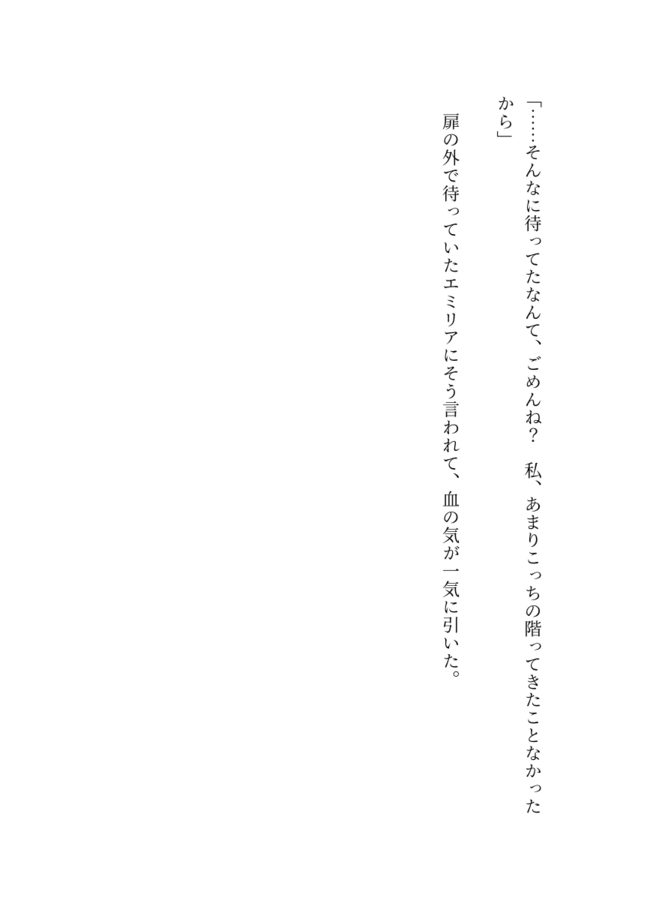 「……そんなに待ってたなんて、ごめんね？　私、あまりこっちの階ってきたことなかった
から」
　扉の外で待っていたエミリアにそう言われて、血の気が一気に引いた。